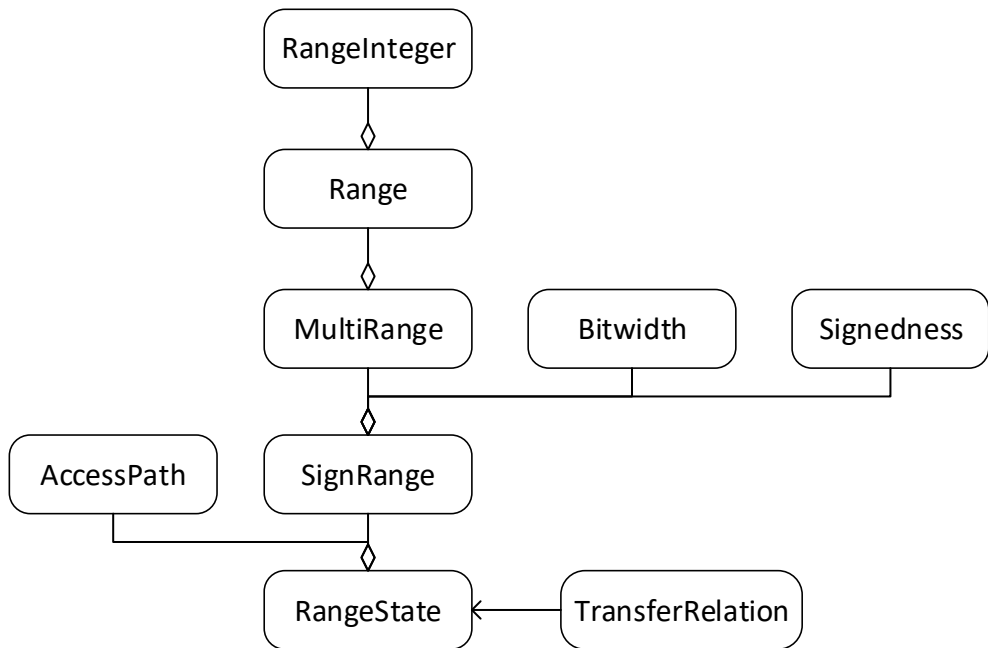 RangeInteger
Range
MultiRange
Bitwidth
Signedness
AccessPath
SignRange
RangeState
TransferRelation